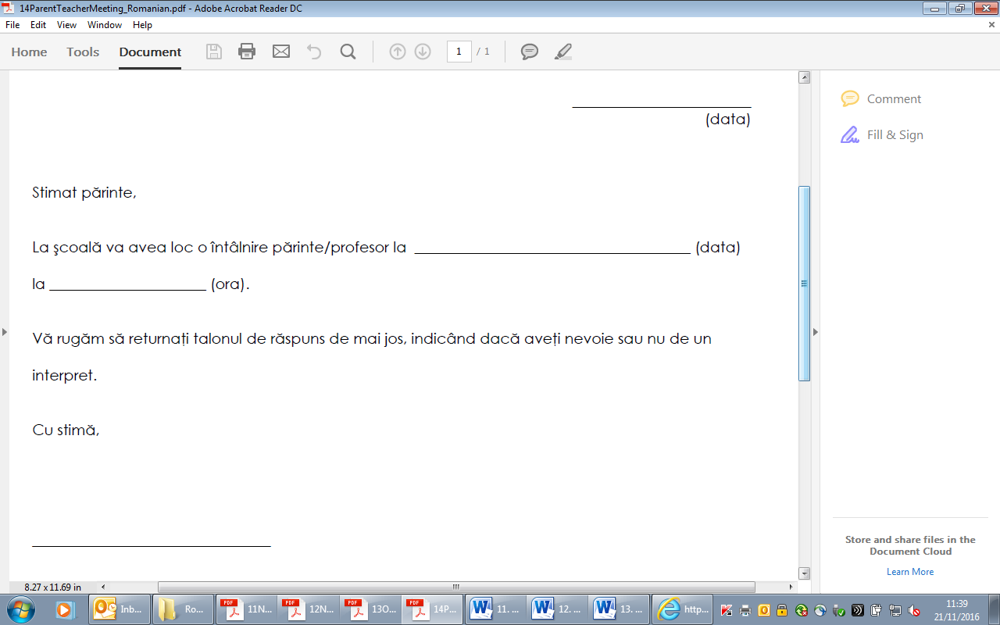 14ParentTeacherMeeting_Romanian.pdf - Adobe Acrobat Reader DC
File Edit View Window Help
Home Tools Document 1 / 1
(data)
Comment
Fill & Sign
Stimat părinte,
La şcoală va avea loc o întâlnire părinte/profesor la ____________________ (data)
la ____________________ (ora).
Vă rugăm să returnați talonul de răspuns de mai jos, indicând dacă aveți nevoie sau nu de un
interpret.
Cu stimă,
Store and share files in the
Document Cloud
Learn More
8.27 x 11.69 in
Inb... Ro... 11N... 12N... 13O... 14P... 11. ... 12. ... 13. ... http...
11:39
21/11/2016